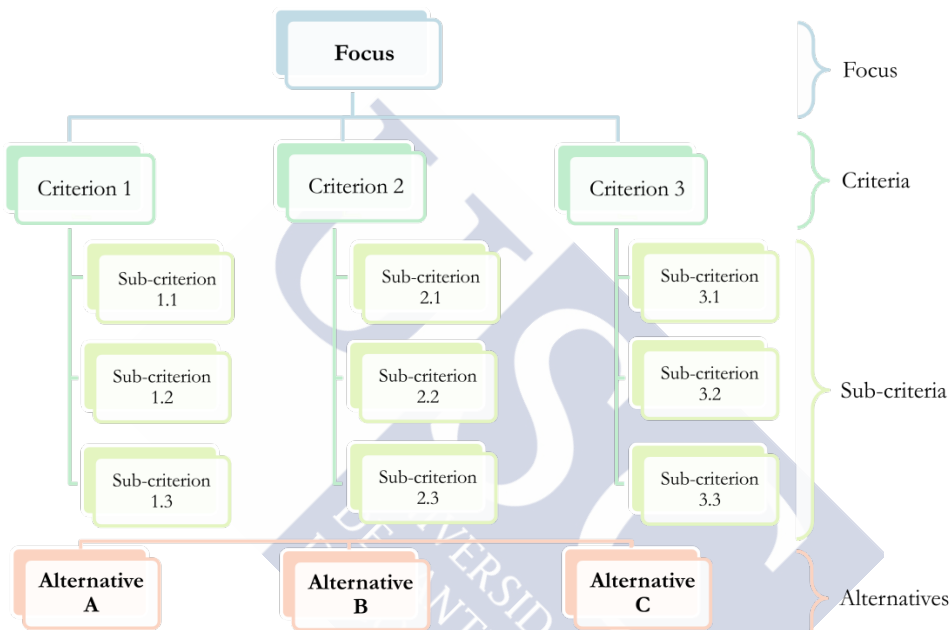 Focus
Focus
Criterion 1
Criterion 2
Criterion 3
Criteria
Sub-criterion
1.1
Sub-criterion
2.1
Sub-criterion
3.1
Sub-criterion
1.2
Sub-criterion
2.2
Sub-criterion
3.2
Sub-criteria
Sub-criterion
1.3
Sub-criterion
2.3
Sub-criterion
3.3
Alternative
A
Alternative
B
Alternative
C
Alternatives
USC